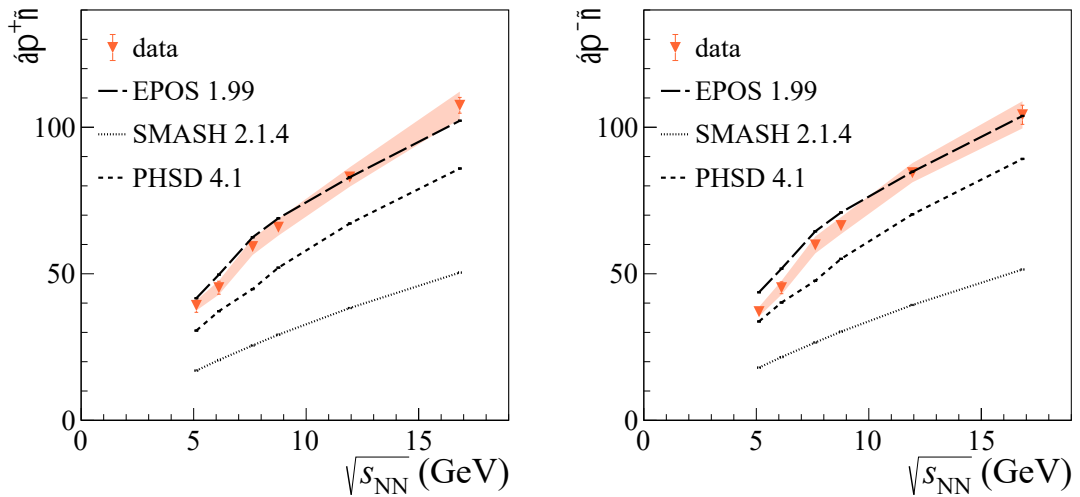 áp⁺ñ
data
EPOS 1.99
SMASH 2.1.4
PHSD 4.1
100
50
0
0 5 10 15
√sNN (GeV)
áp⁻ñ
data
EPOS 1.99
SMASH 2.1.4
PHSD 4.1
100
50
0
0 5 10 15
√sNN (GeV)